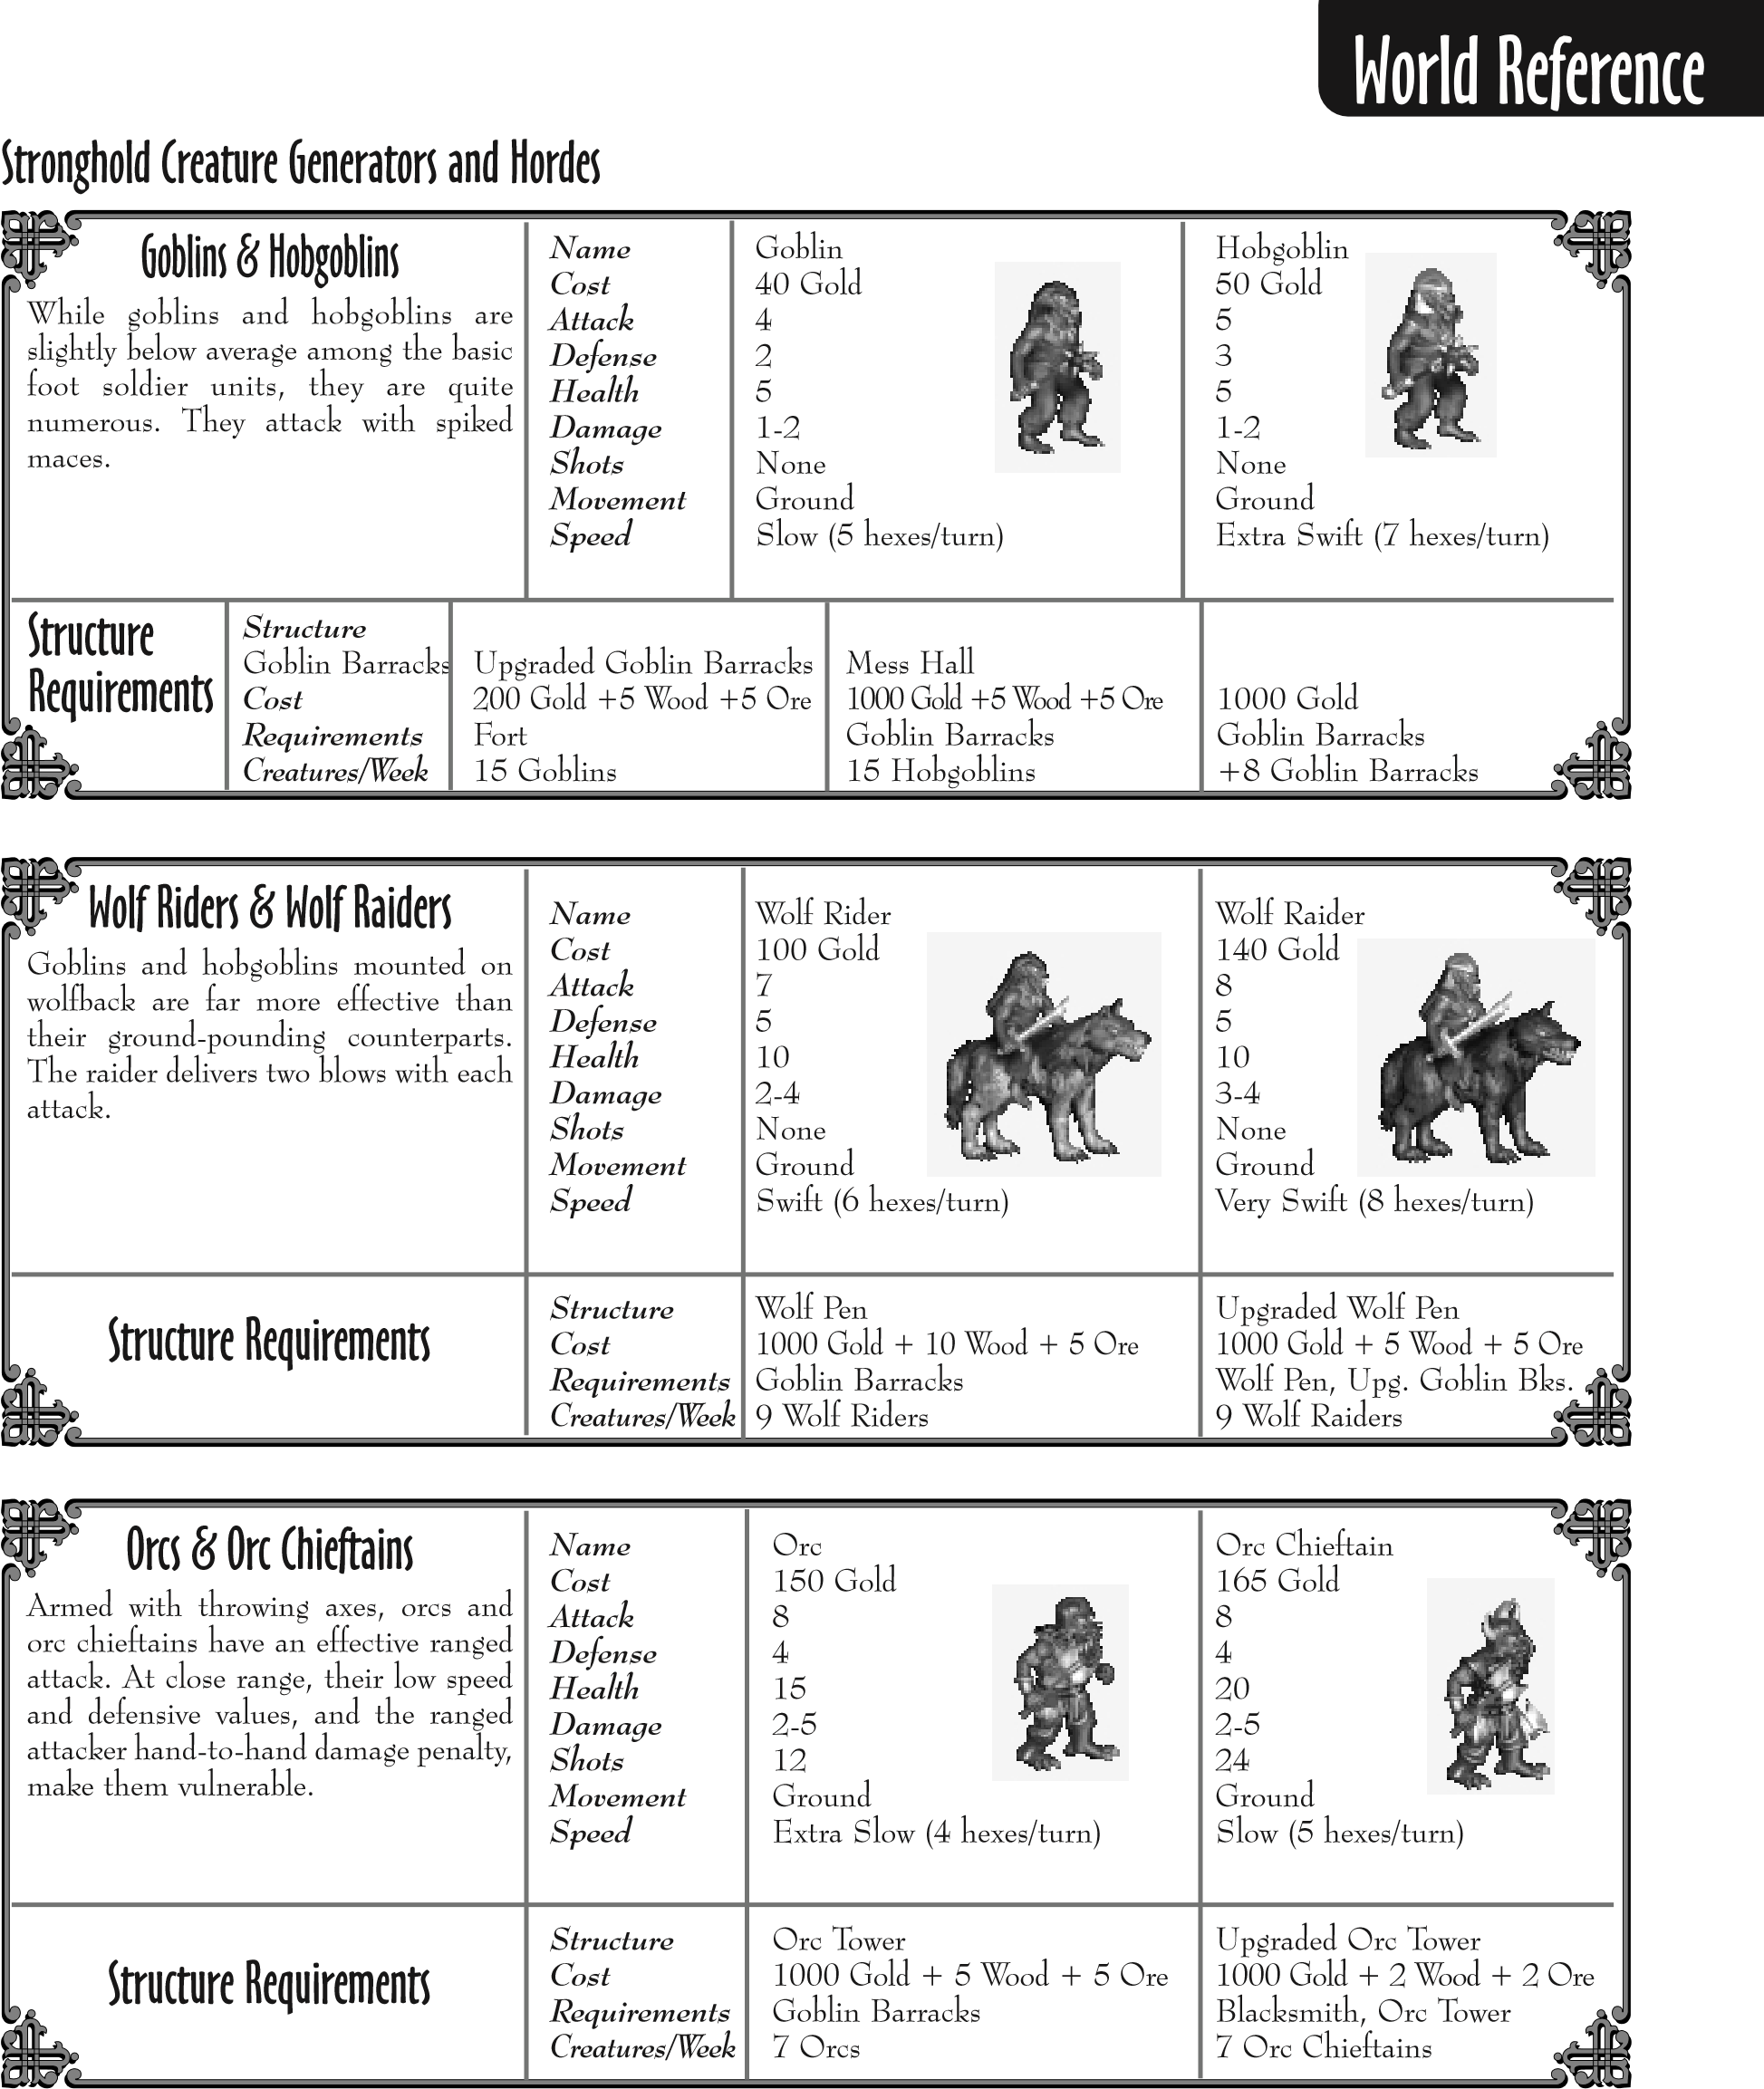 World Reference
Stronghold Creature Generators and Hordes
Goblins & Hobgoblins
While goblins and hobgoblins are
slightly below average among the basic
foot soldier units, they are quite
numerous. They attack with spiked
maces.
Name Goblin Hobgoblin
Cost 40 Gold 50 Gold
Attack 4 5
Defense 2 3
Health 5 5
Damage 1-2 1-2
Shots None None
Movement Ground Ground
Speed Slow (5 hexes/turn) Extra Swift (7 hexes/turn)
Structure
Requirements
Structure
Goblin Barracks Upgraded Goblin Barracks Mess Hall
Cost 200 Gold +5 Wood +5 Ore 1000 Gold +5 Wood +5 Ore 1000 Gold
Requirements Fort Goblin Barracks Goblin Barracks
Creatures/Week 15 Goblins 15 Hobgoblins +8 Goblin Barracks
Wolf Riders & Wolf Raiders
Goblins and hobgoblins mounted on
wolfback are far more effective than
their ground-pounding counterparts.
The raider delivers two blows with each
attack.
Name Wolf Rider Wolf Raider
Cost 100 Gold 140 Gold
Attack 7 8
Defense 5 5
Health 10 10
Damage 2-4 3-4
Shots None None
Movement Ground Ground
Speed Swift (6 hexes/turn) Very Swift (8 hexes/turn)
Structure Requirements
Structure Wolf Pen Upgraded Wolf Pen
Cost 1000 Gold + 10 Wood + 5 Ore 1000 Gold + 5 Wood + 5 Ore
Requirements Goblin Barracks Wolf Pen, Upg. Goblin Bks.
Creatures/Week 9 Wolf Riders 9 Wolf Raiders
Orcs & Orc Chieftains
Armed with throwing axes, orcs and
orc chieftains have an effective ranged
attack. At close range, their low speed
and defensive values, and the ranged
attacker hand-to-hand damage penalty,
make them vulnerable.
Name Orc Orc Chieftain
Cost 150 Gold 165 Gold
Attack 8 8
Defense 4 4
Health 15 20
Damage 2-5 2-5
Shots 12 24
Movement Ground Ground
Speed Extra Slow (4 hexes/turn) Slow (5 hexes/turn)
Structure Requirements
Structure Orc Tower Upgraded Orc Tower
Cost 1000 Gold + 5 Wood + 5 Ore 1000 Gold + 2 Wood + 2 Ore
Requirements Goblin Barracks Blacksmith, Orc Tower
Creatures/Week 7 Orcs 7 Orc Chieftains